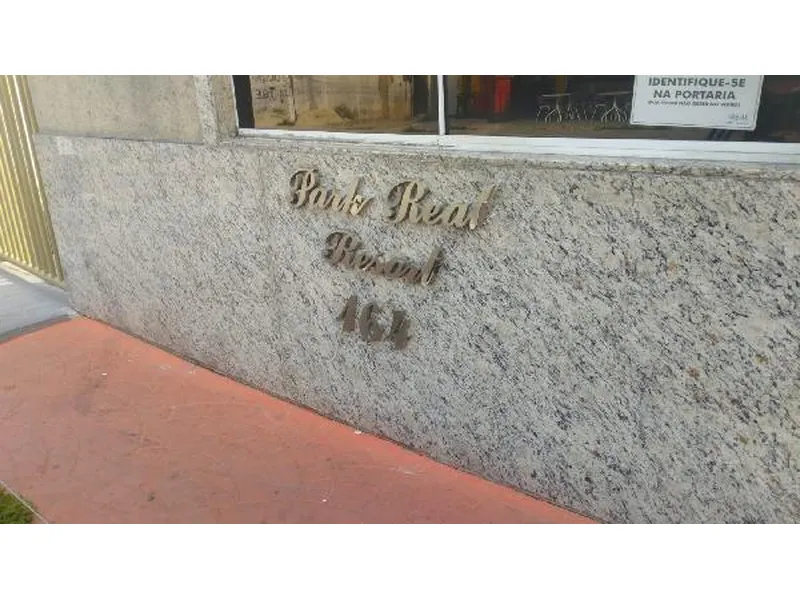 IDENTIFIQUE-SE
NA PORTARIA
Park Real
Resort
164